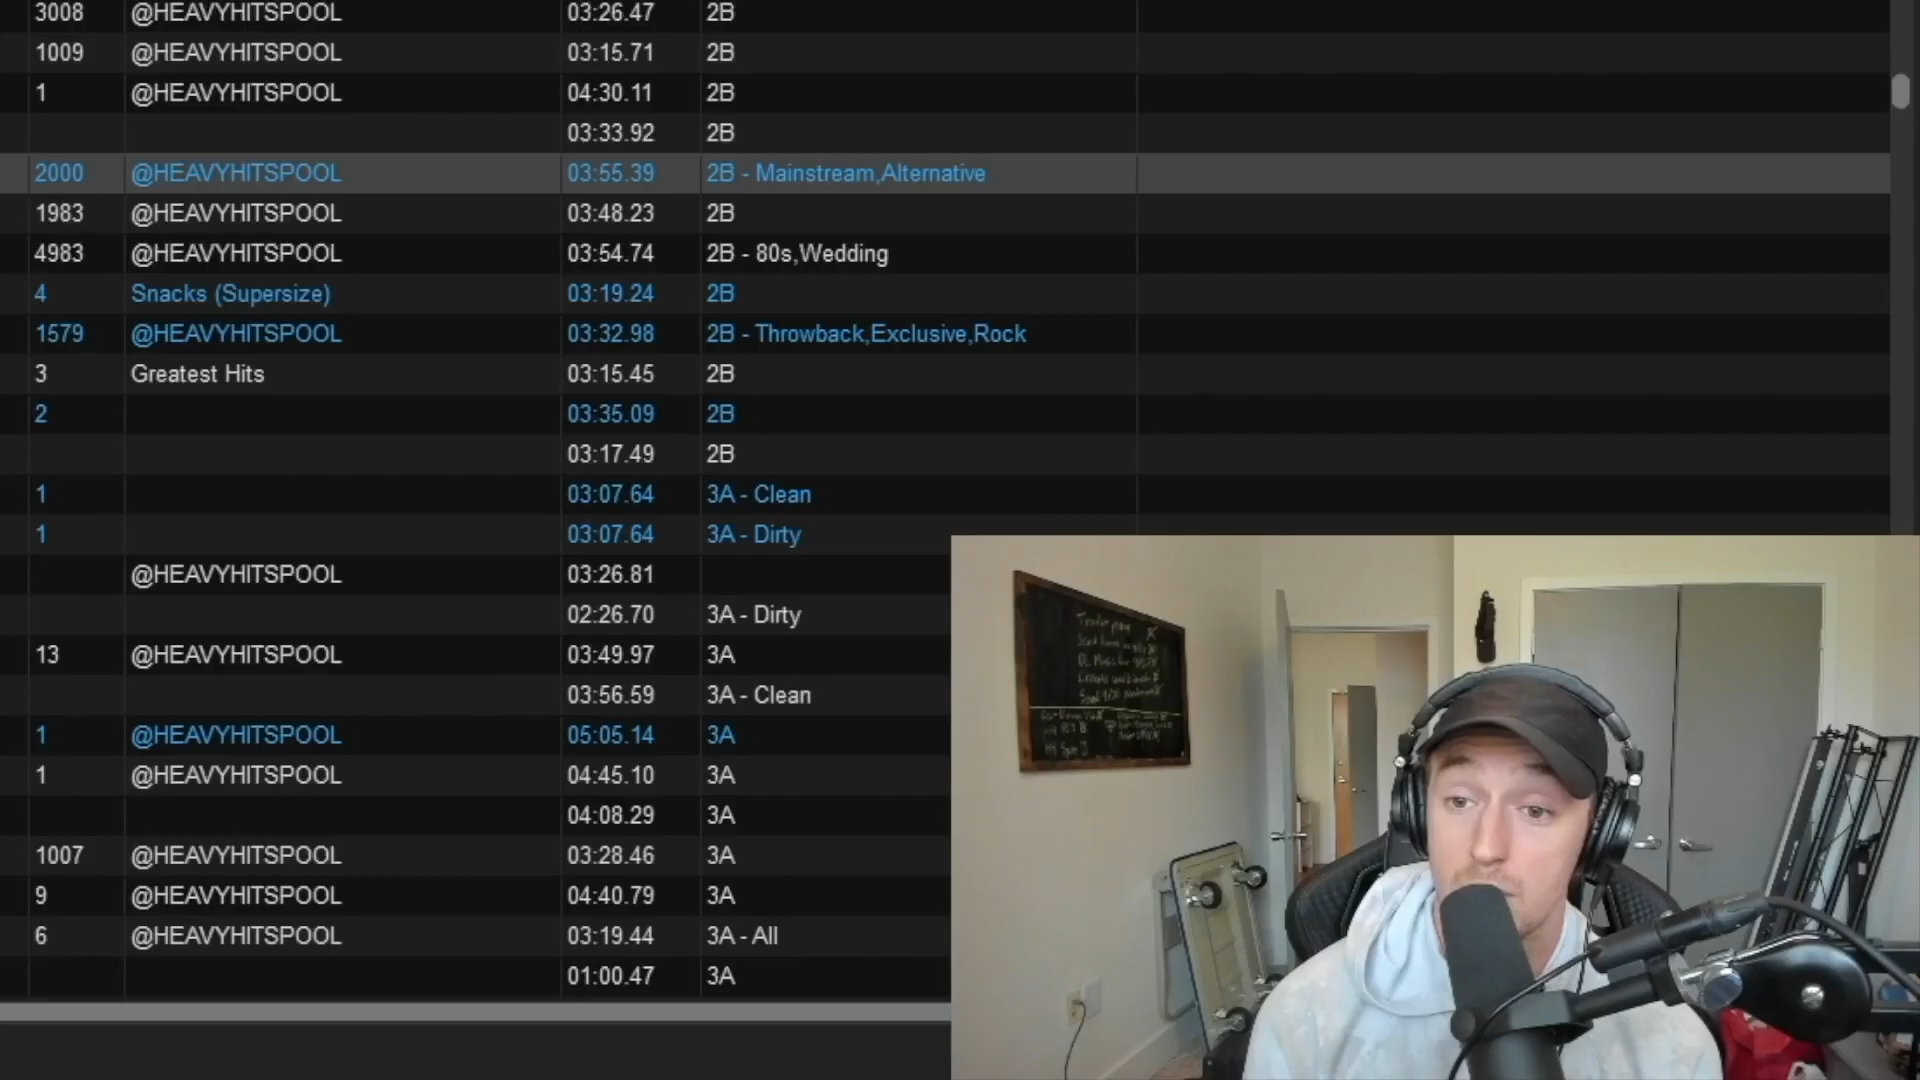 3008 @HEAVYHITSPOOL 03:26.47 2B
1009 @HEAVYHITSPOOL 03:15.71 2B
1 @HEAVYHITSPOOL 04:30.11 2B
03:33.92 2B
2000 @HEAVYHITSPOOL 03:55.39 2B - Mainstream,Alternative
1983 @HEAVYHITSPOOL 03:48.23 2B
4983 @HEAVYHITSPOOL 03:54.74 2B - 80s,Wedding
4 Snacks (Supersize) 03:19.24 2B
1579 @HEAVYHITSPOOL 03:32.98 2B - Throwback,Exclusive,Rock
3 Greatest Hits 03:15.45 2B
2 03:35.09 2B
03:17.49 2B
1 03:07.64 3A - Clean
1 03:07.64 3A - Dirty
@HEAVYHITSPOOL 03:26.81
02:26.70 3A - Dirty
13 @HEAVYHITSPOOL 03:49.97 3A
03:56.59 3A - Clean
1 @HEAVYHITSPOOL 05:05.14 3A
1 @HEAVYHITSPOOL 04:45.10 3A
04:08.29 3A
1007 @HEAVYHITSPOOL 03:28.46 3A
9 @HEAVYHITSPOOL 04:40.79 3A
6 @HEAVYHITSPOOL 03:19.44 3A - All
01:00.47 3A